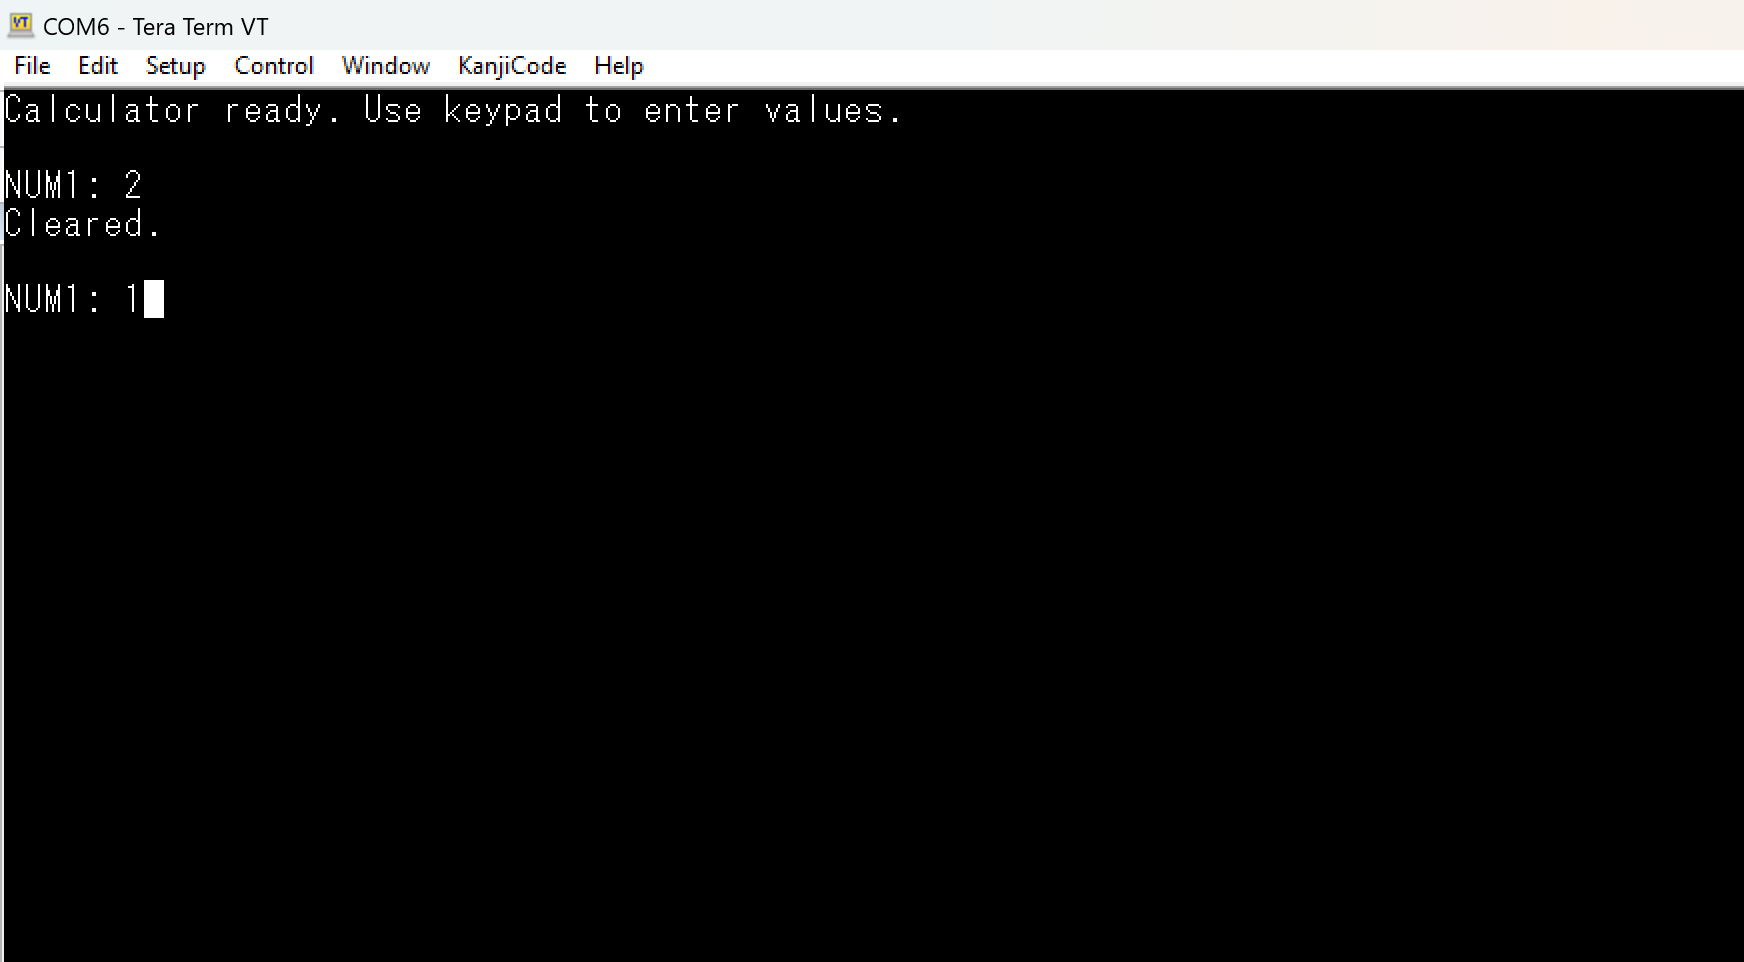 COM6 - Tera Term VT
File Edit Setup Control Window KanjiCode Help
Calculator ready. Use keypad to enter values.
NUM1: 2
Cleared.
NUM1: 1